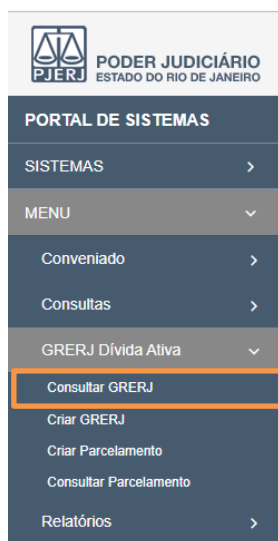 PJERJ
PODER JUDICIÁRIO
ESTADO DO RIO DE JANEIRO
PORTAL DE SISTEMAS
SISTEMAS
MENU
Conveniado
Consultas
GRERJ Dívida Ativa
Consultar GRERJ
Criar GRERJ
Criar Parcelamento
Consultar Parcelamento
Relatórios